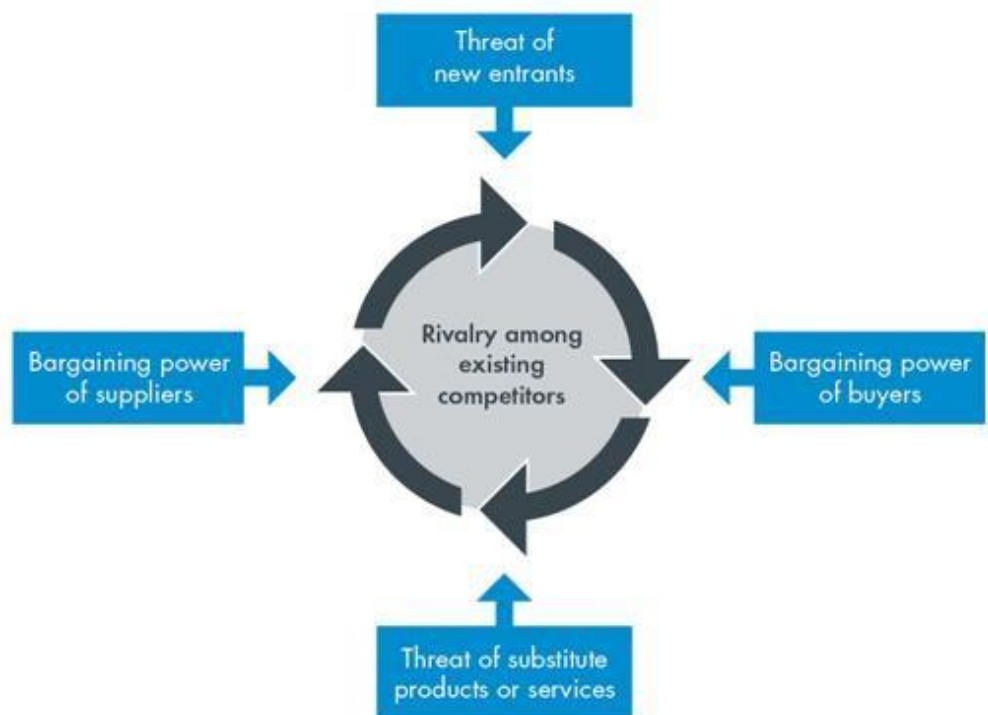 Threat of
new entrants
Bargaining power
of suppliers
Rivalry among
existing
competitors
Bargaining power
of buyers
Threat of substitute
products or services